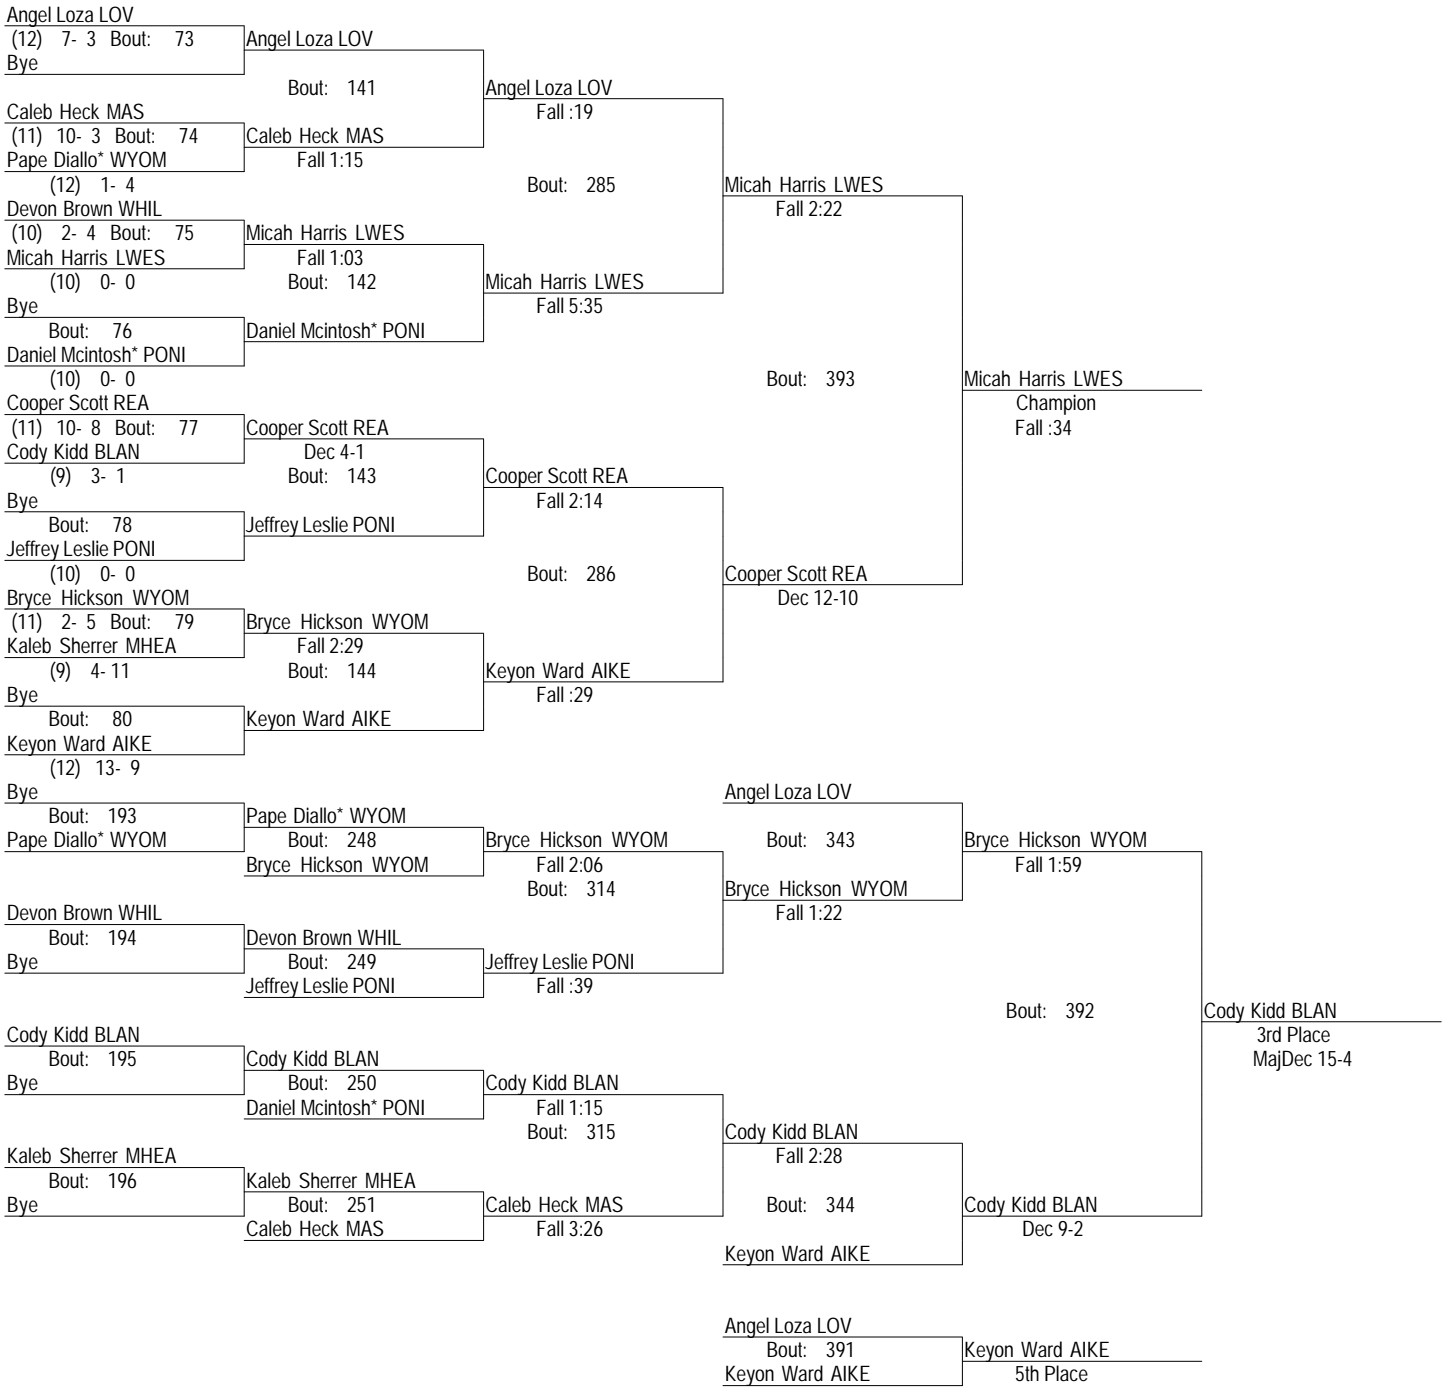 Angel Loza LOV
(12) 7- 3 Bout: 73 Angel Loza LOV
Bye
Bout: 141 Angel Loza LOV
Caleb Heck MAS Fall :19
(11) 10- 3 Bout: 74 Caleb Heck MAS
Pape Diallo* WYOM Fall 1:15
(12) 1- 4 Bout: 285 Micah Harris LWES
Devon Brown WHIL Fall 2:22
(10) 2- 4 Bout: 75 Micah Harris LWES
Micah Harris LWES Fall 1:03
(10) 0- 0 Bout: 142 Micah Harris LWES
Bye Fall 5:35
Bout: 76 Daniel Mcintosh* PONI
Daniel Mcintosh* PONI
(10) 0- 0 Bout: 393 Micah Harris LWES
Cooper Scott REA Champion
(11) 10- 8 Bout: 77 Cooper Scott REA Fall :34
Cody Kidd BLAN Dec 4-1
(9) 3- 1 Bout: 143 Cooper Scott REA
Bye Fall 2:14
Bout: 78 Jeffrey Leslie PONI
Jeffrey Leslie PONI
(10) 0- 0 Bout: 286 Cooper Scott REA
Bryce Hickson WYOM Dec 12-10
(11) 2- 5 Bout: 79 Bryce Hickson WYOM
Kaleb Sherrer MHEA Fall 2:29
(9) 4- 11 Bout: 144 Keyon Ward AIKE
Bye Fall :29
Bout: 80 Keyon Ward AIKE
Keyon Ward AIKE
(12) 13- 9
Bye Angel Loza LOV
Bout: 193 Pape Diallo* WYOM
Pape Diallo* WYOM Bout: 248 Bryce Hickson WYOM Bout: 343 Bryce Hickson WYOM
Bryce Hickson WYOM Fall 2:06 Fall 1:59
Bout: 314 Bryce Hickson WYOM
Devon Brown WHIL Fall 1:22
Bout: 194 Devon Brown WHIL
Bye Bout: 249 Jeffrey Leslie PONI
Jeffrey Leslie PONI Fall :39
Bout: 392 Cody Kidd BLAN
Cody Kidd BLAN 3rd Place
Bout: 195 Cody Kidd BLAN MajDec 15-4
Bye Bout: 250 Cody Kidd BLAN
Daniel Mcintosh* PONI Fall 1:15
Bout: 315 Cody Kidd BLAN
Kaleb Sherrer MHEA Fall 2:28
Bout: 196 Kaleb Sherrer MHEA
Bye Bout: 251 Caleb Heck MAS Bout: 344 Cody Kidd BLAN
Caleb Heck MAS Fall 3:26 Dec 9-2
Keyon Ward AIKE
Angel Loza LOV
Bout: 391 Keyon Ward AIKE
Keyon Ward AIKE 5th Place